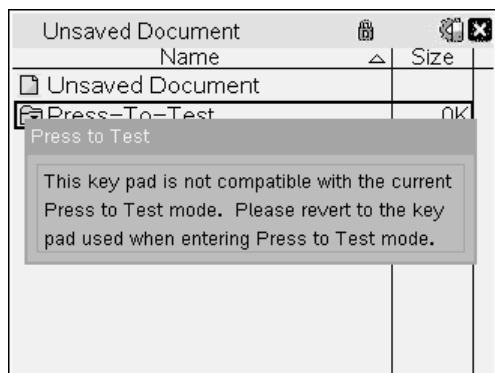 Unsaved Document
Name Size
Unsaved Document
Press-To-Test 0K
Press to Test
This key pad is not compatible with the current
Press to Test mode. Please revert to the key
pad used when entering Press to Test mode.